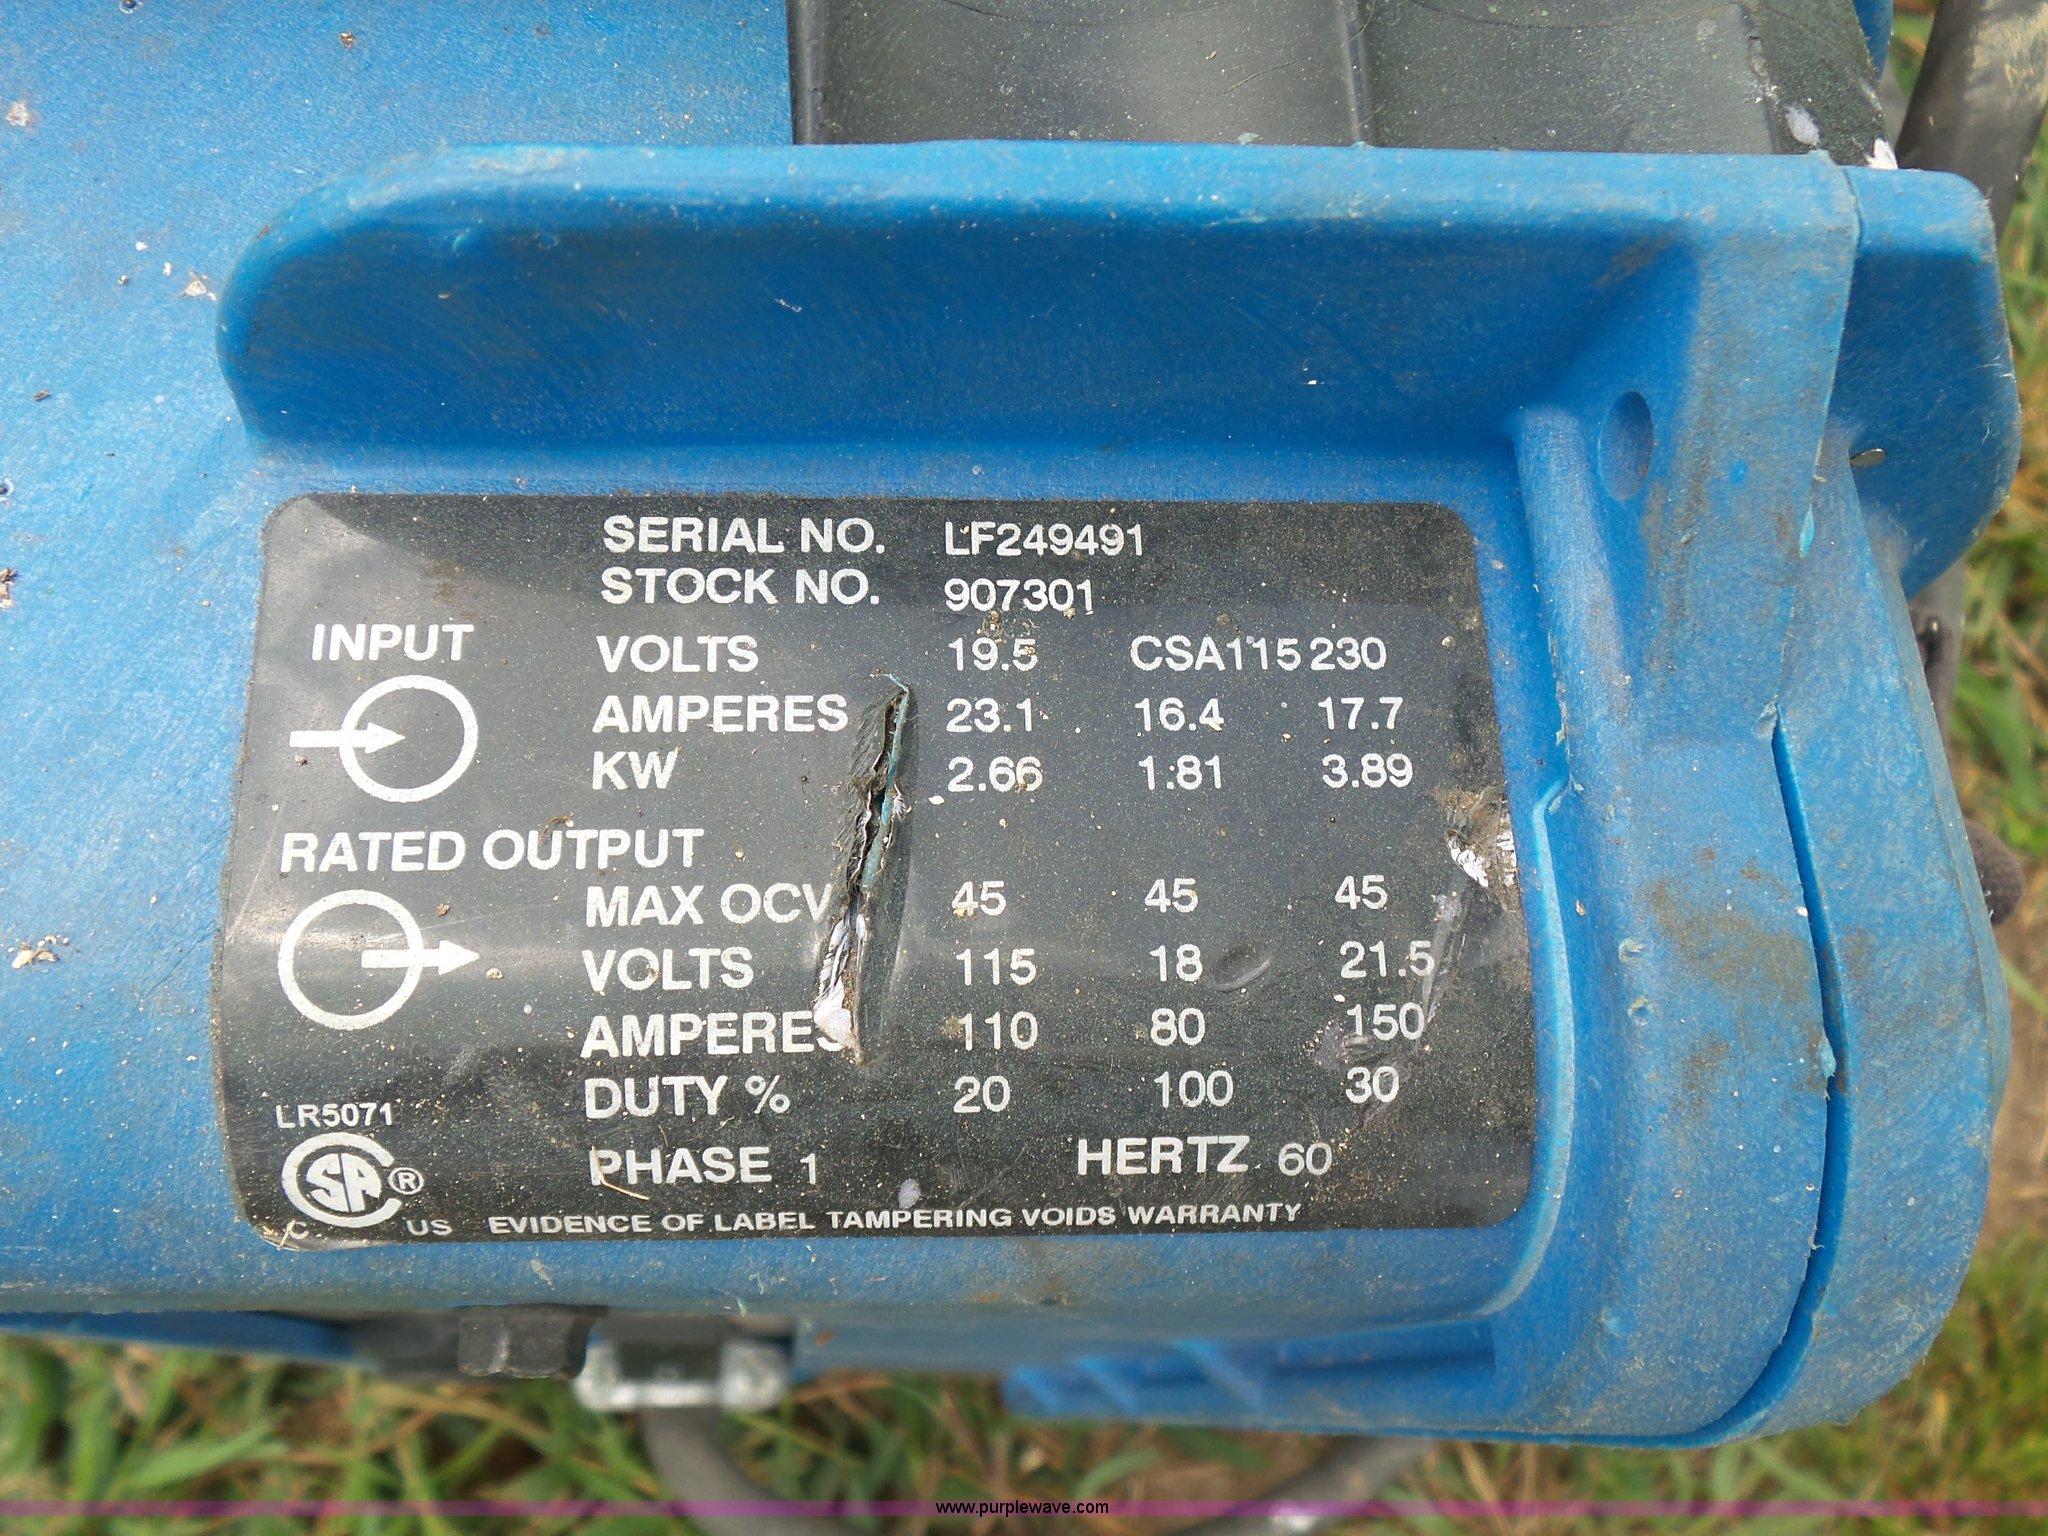 SERIAL NO. LF249491
STOCK NO. 907301
INPUT
VOLTS 19.5 CSA115 230
AMPERES 23.1 16.4 17.7
KW 2.66 1.81 3.89
RATED OUTPUT
MAX OCV 45 45 45
VOLTS 115 18 21.5
AMPERES 110 80 150
DUTY % 20 100 30
LR5071
PHASE 1 HERTZ 60
CSA ®
C US EVIDENCE OF LABEL TAMPERING VOIDS WARRANTY
www.purplewave.com